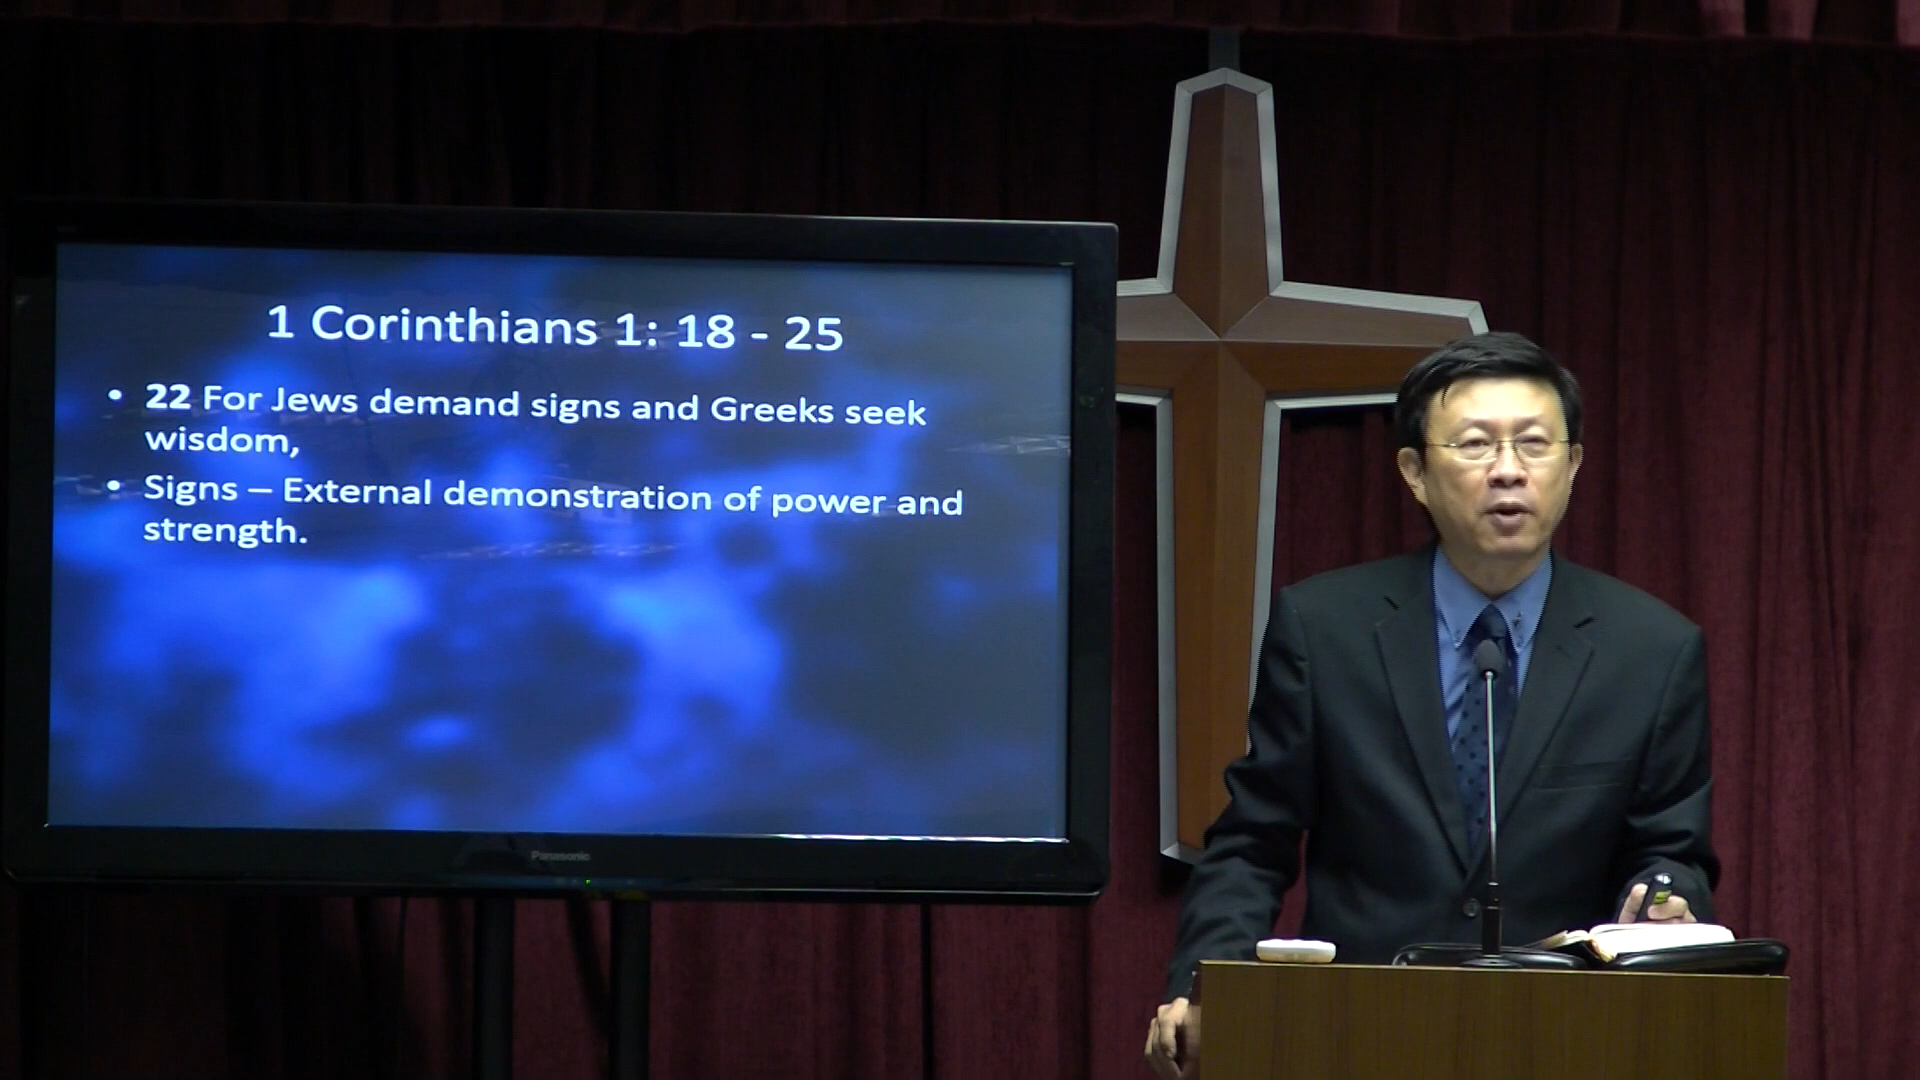 1 Corinthians 1: 18 - 25
• 22 For Jews demand signs and Greeks seek
wisdom,
• Signs – External demonstration of power and
strength.
Panasonic